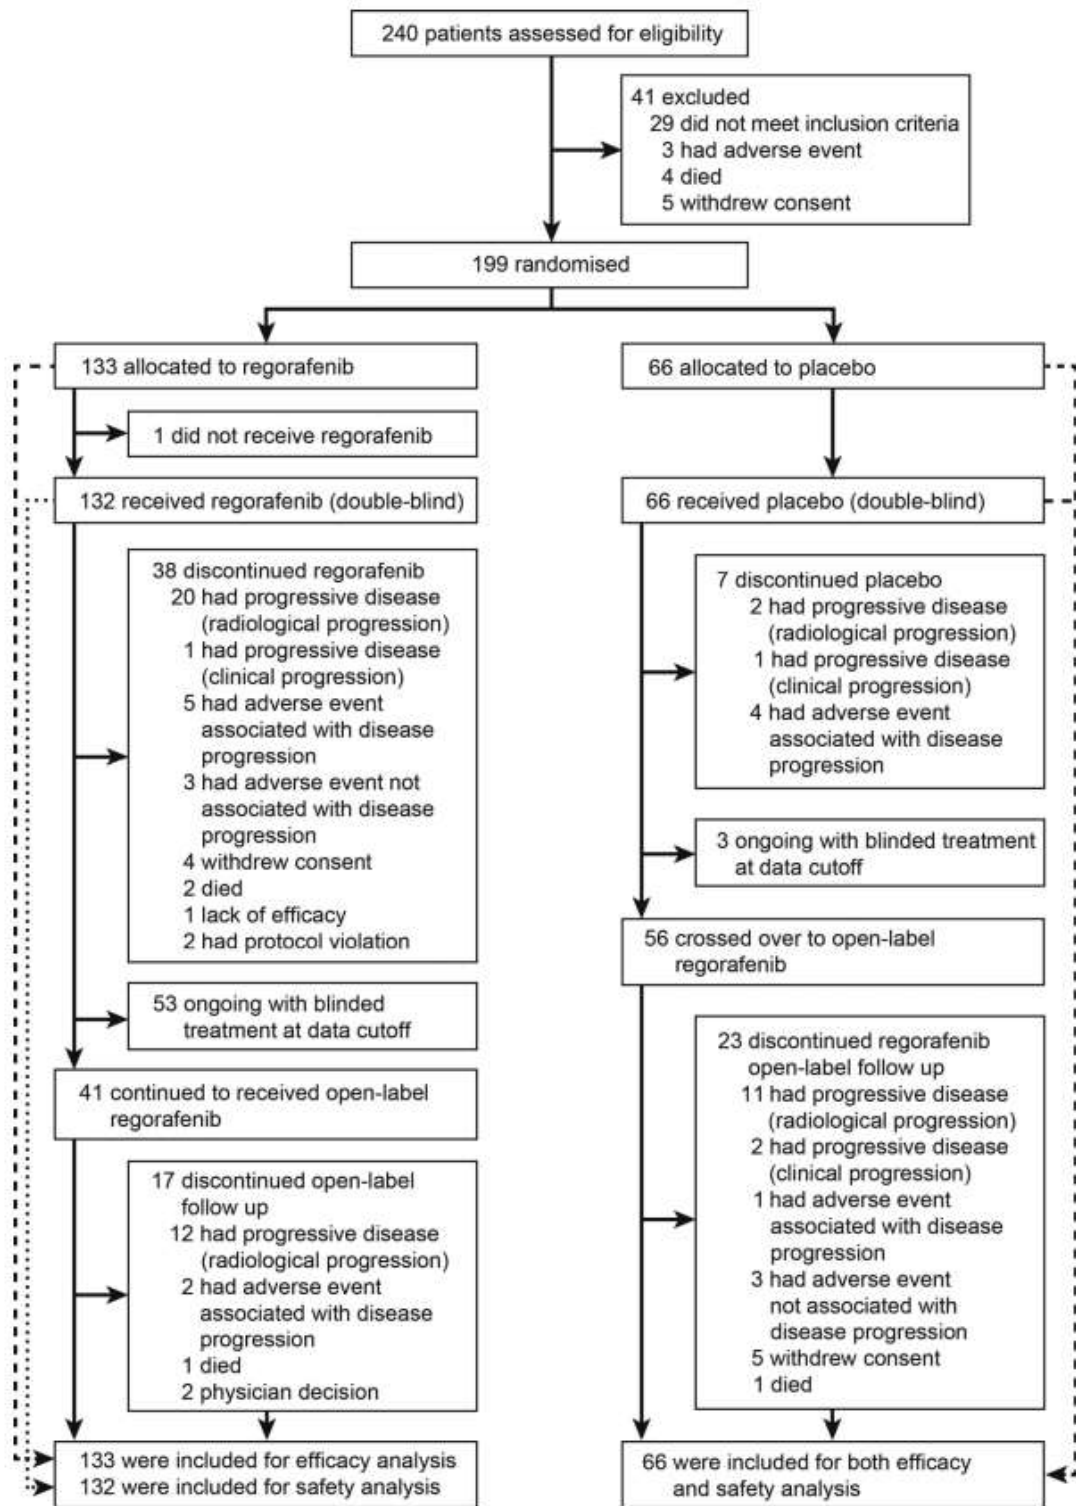 240 patients assessed for eligibility
41 excluded
29 did not meet inclusion criteria
3 had adverse event
4 died
5 withdrew consent
199 randomised
133 allocated to regorafenib
1 did not receive regorafenib
132 received regorafenib (double-blind)
38 discontinued regorafenib
20 had progressive disease
(radiological progression)
1 had progressive disease
(clinical progression)
5 had adverse event
associated with disease
progression
3 had adverse event not
associated with disease
progression
4 withdrew consent
2 died
1 lack of efficacy
2 had protocol violation
53 ongoing with blinded
treatment at data cutoff
41 continued to received open-label
regorafenib
17 discontinued open-label
follow up
12 had progressive disease
(radiological progression)
2 had adverse event
associated with disease
progression
1 died
2 physician decision
133 were included for efficacy analysis
132 were included for safety analysis
66 allocated to placebo
66 received placebo (double-blind)
7 discontinued placebo
2 had progressive disease
(radiological progression)
1 had progressive disease
(clinical progression)
4 had adverse event
associated with disease
progression
3 ongoing with blinded treatment
at data cutoff
56 crossed over to open-label
regorafenib
23 discontinued regorafenib
open-label follow up
11 had progressive disease
(radiological progression)
2 had progressive disease
(clinical progression)
1 had adverse event
associated with disease
progression
3 had adverse event
not associated with
disease progression
5 withdrew consent
1 died
66 were included for both efficacy
and safety analysis